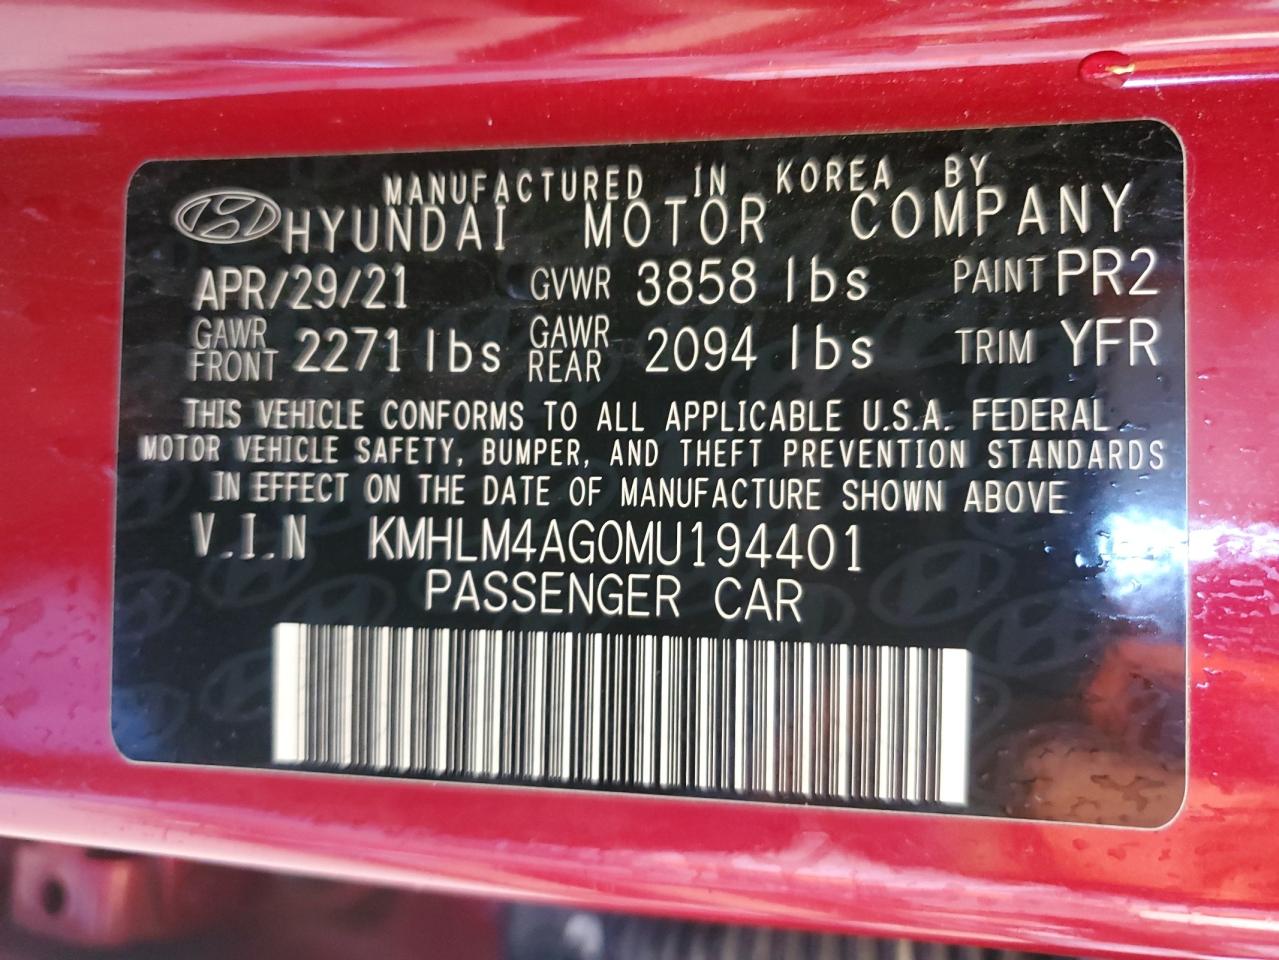 MANUFACTURED IN KOREA BY
HYUNDAI MOTOR COMPANY
APR/29/21 GVWR 3858 lbs PAINT PR2
GAWR FRONT 2271 lbs GAWR REAR 2094 lbs TRIM YFR
THIS VEHICLE CONFORMS TO ALL APPLICABLE U.S.A. FEDERAL
MOTOR VEHICLE SAFETY, BUMPER, AND THEFT PREVENTION STANDARDS
IN EFFECT ON THE DATE OF MANUFACTURE SHOWN ABOVE
V.I.N KMHLM4AG0MU194401
PASSENGER CAR